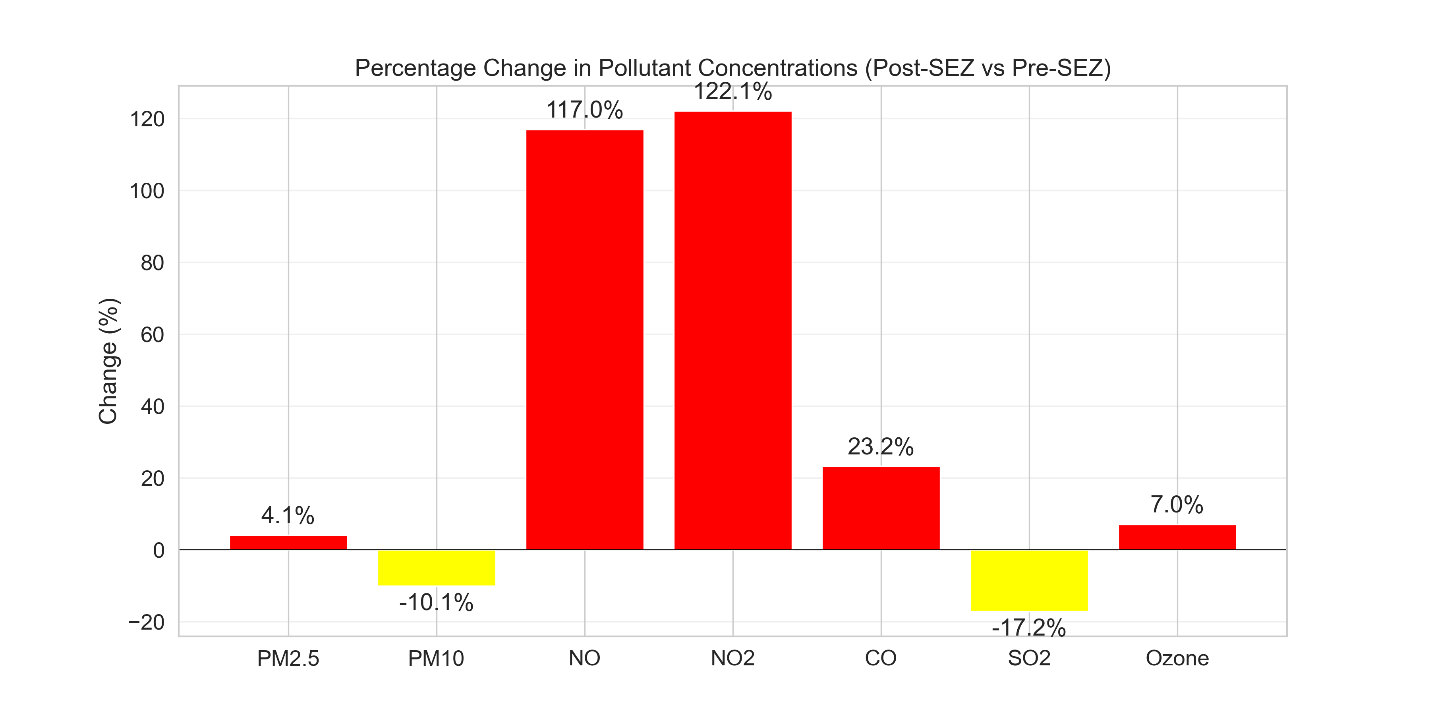 Percentage Change in Pollutant Concentrations (Post-SEZ vs Pre-SEZ)
Change (%)
120
100
80
60
40
20
0
−20
4.1%
-10.1%
117.0%
122.1%
23.2%
-17.2%
7.0%
PM2.5
PM10
NO
NO2
CO
SO2
Ozone